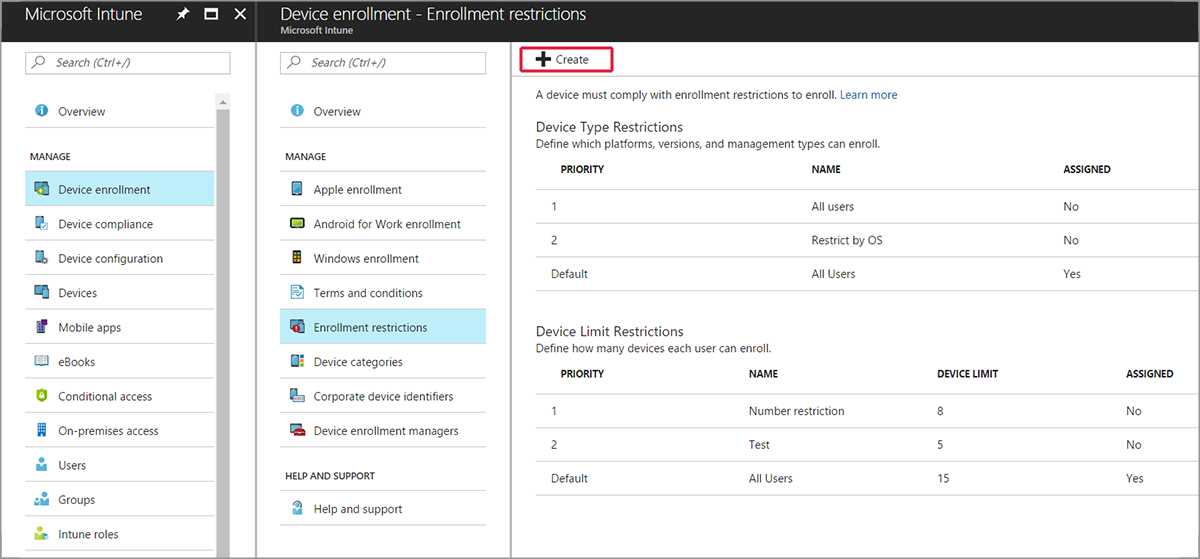 Microsoft Intune
Search (Ctrl+/)
Overview
MANAGE
Device enrollment
Device compliance
Device configuration
Devices
Mobile apps
eBooks
Conditional access
On-premises access
Users
Groups
Intune roles
Device enrollment - Enrollment restrictions
Microsoft Intune
Search (Ctrl+/)
Overview
MANAGE
Apple enrollment
Android for Work enrollment
Windows enrollment
Terms and conditions
Enrollment restrictions
Device categories
Corporate device identifiers
Device enrollment managers
HELP AND SUPPORT
Help and support
Create
A device must comply with enrollment restrictions to enroll. Learn more
Device Type Restrictions
Define which platforms, versions, and management types can enroll.
PRIORITY NAME ASSIGNED
1 All users No
2 Restrict by OS No
Default All Users Yes
Device Limit Restrictions
Define how many devices each user can enroll.
PRIORITY NAME DEVICE LIMIT ASSIGNED
1 Number restriction 8 No
2 Test 5 No
Default All Users 15 Yes